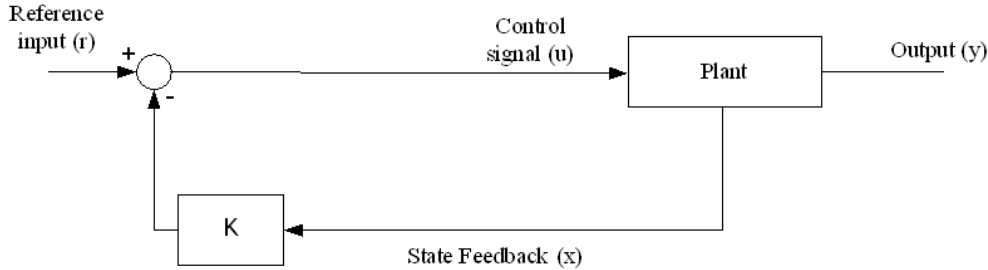 Reference
input (r)
+
-
Control
signal (u)
Plant
Output (y)
K
State Feedback (x)